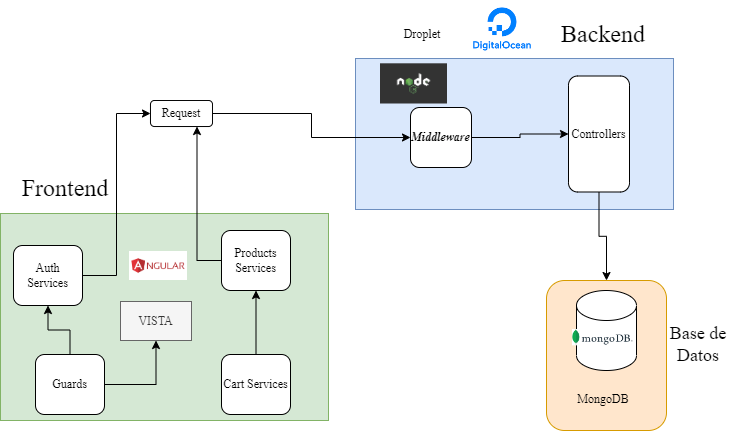 Droplet
DigitalOcean
Backend
node
Request
Middleware
Controllers
Frontend
Auth
Services
ANGULAR
Products
Services
VISTA
Guards
Cart Services
mongoDB.
MongoDB
Base de
Datos